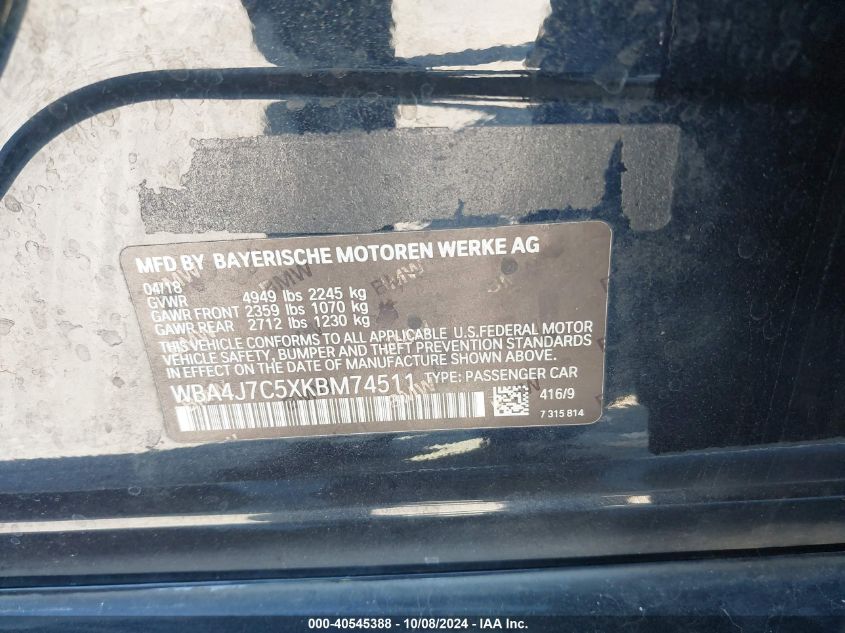 MFD BY BAYERISCHE MOTOREN WERKE AG
04/18
GVWR 4949 lbs 2245 kg
GAWR FRONT 2359 lbs 1070 kg
GAWR REAR 2712 lbs 1230 kg
THIS VEHICLE CONFORMS TO ALL APPLICABLE U.S.FEDERAL MOTOR
VEHICLE SAFETY, BUMPER AND THEFT PREVENTION STANDARDS
IN EFFECT ON THE DATE OF MANUFACTURE SHOWN ABOVE.
WBA4J7C5XKBM74511 TYPE: PASSENGER CAR
416/9
7 315 814
000-40545388 - 10/08/2024 - IAA Inc.